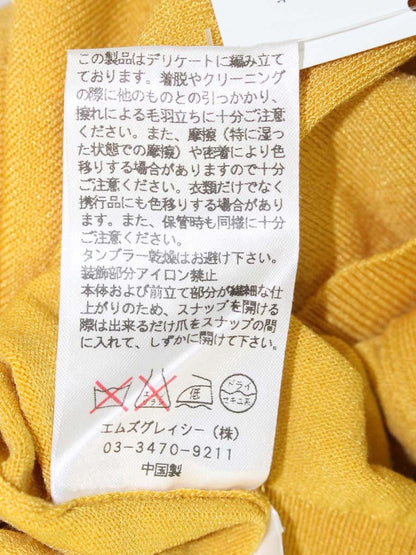 この製品はデリケートに編み立て
ております。着脱やクリーニング
の際に他のものとの引っかかり、
擦れによる毛羽立ちに十分ご注意
ください。また、摩擦（特に湿っ
た状態での摩擦）や密着により色
移りする場合がありますので十分
ご注意ください。衣類だけでなく
携行品にも色移りする場合があり
ます。また、保管時も同様に十分
ご注意ください。
タンブラー乾燥はお避け下さい。
装飾部分アイロン禁止
本体および前立て部分が繊細な仕
上がりのため、スナップを開ける
際は出来るだけ爪をスナップの間
に入れて、しずかに開けて下さい。
エンソ サラシ 低 ドライ セキユ系
エムズグレイシー（株）
03-3470-9211
中国製